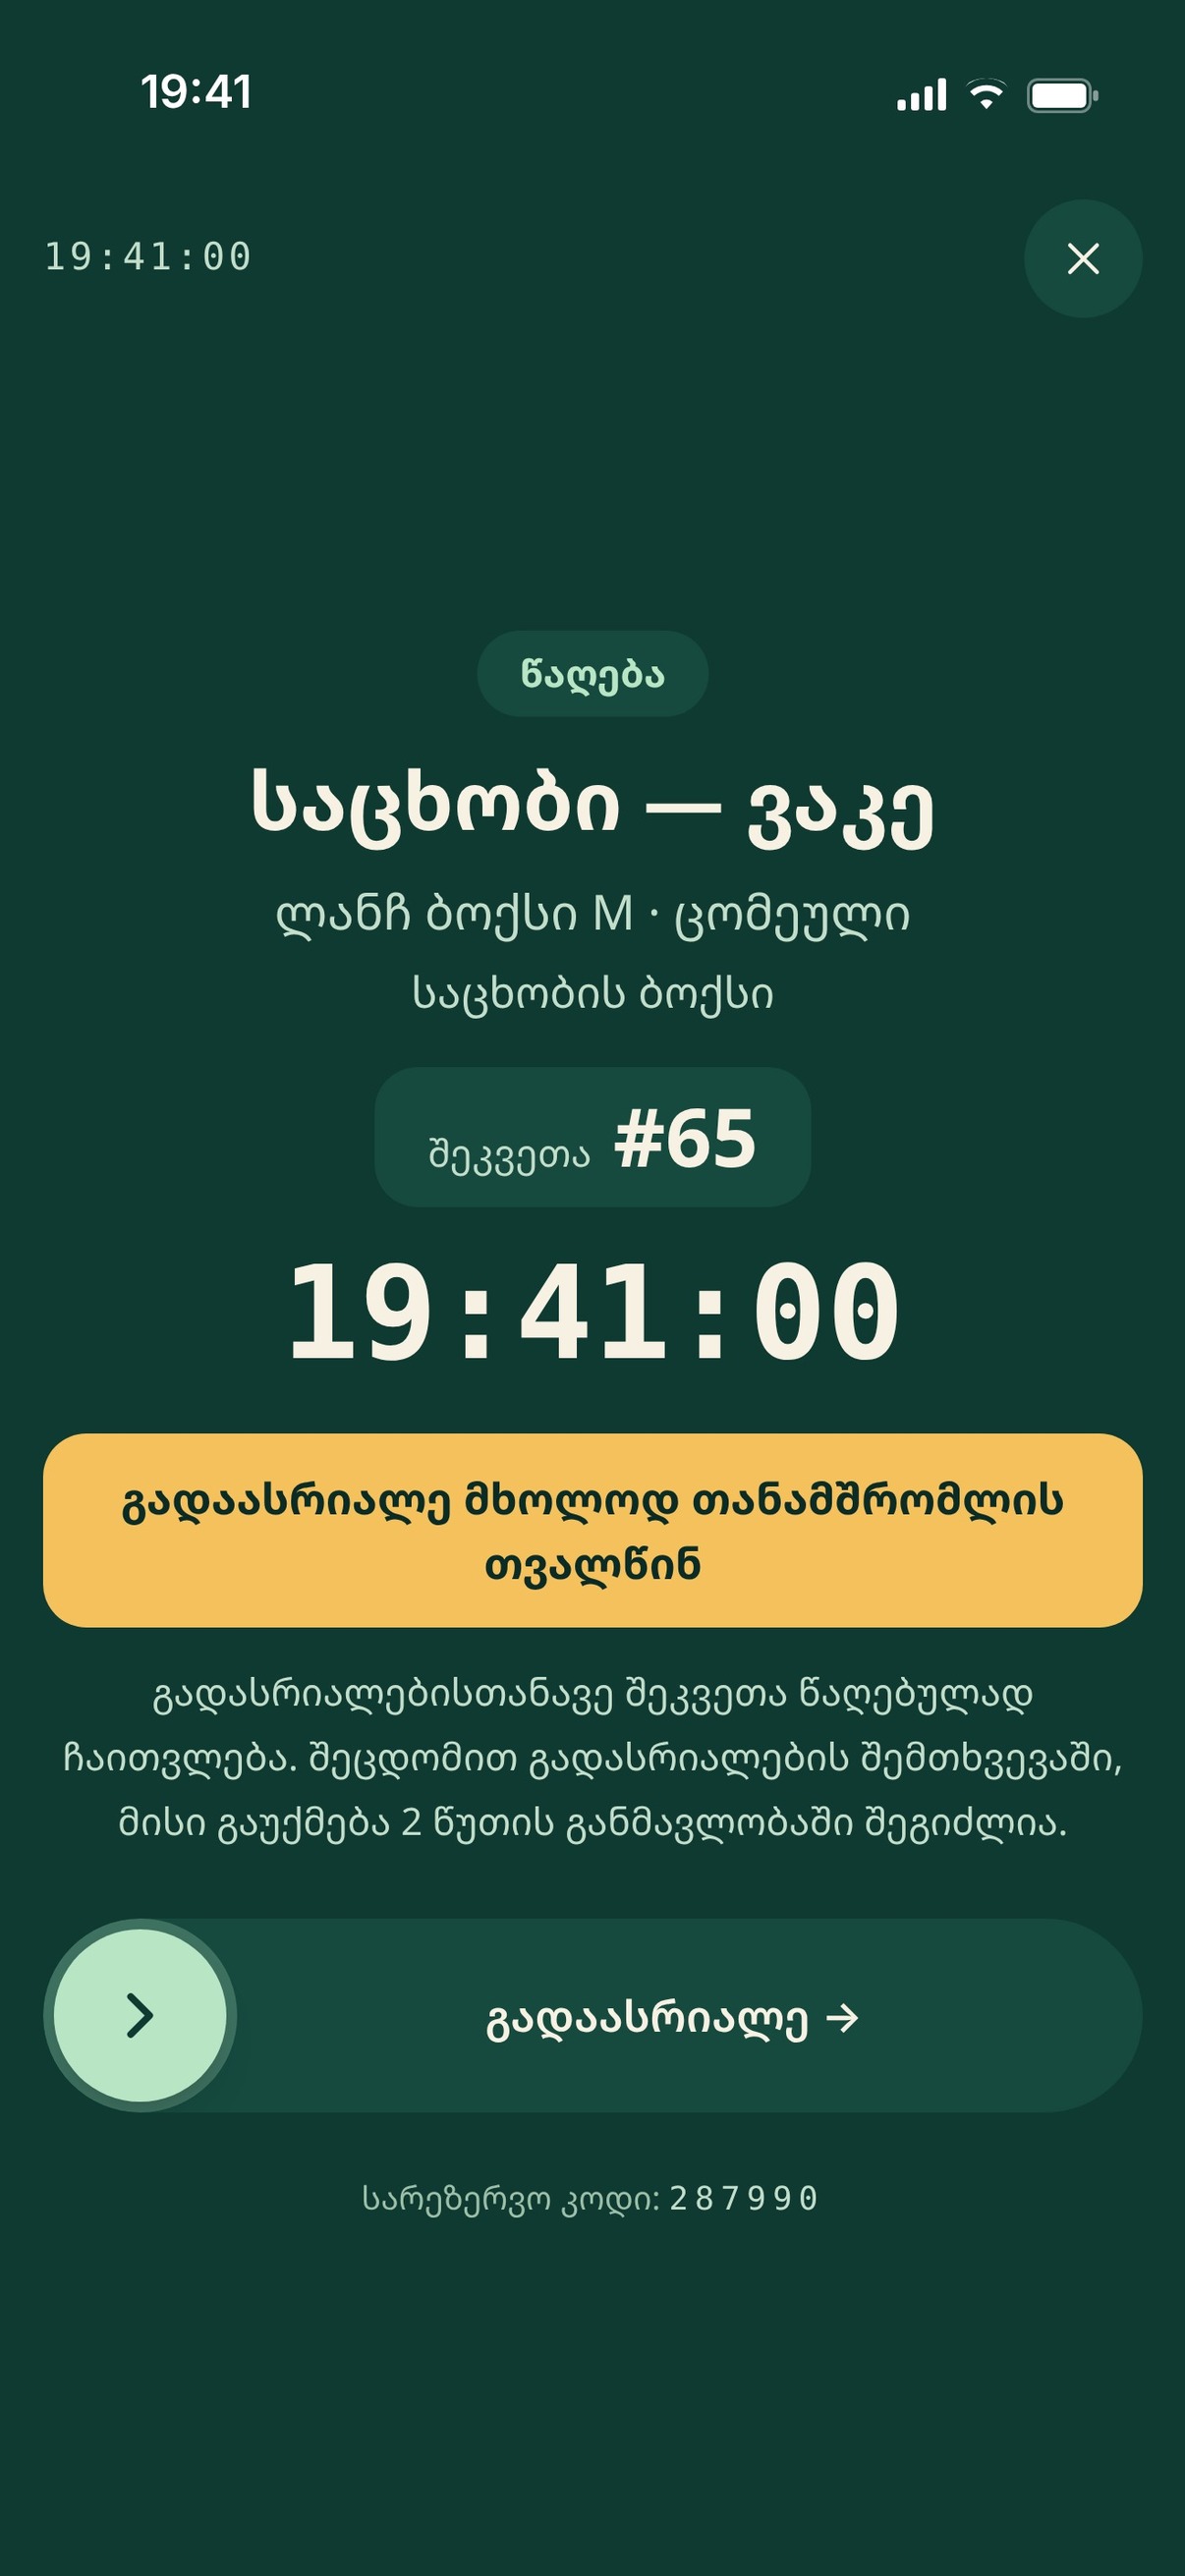 19:41
19:41:00
წაღება
საცხობი — ვაკე
ლანჩ ბოქსი M · ცომეული
საცხობის ბოქსი
შეკვეთა #65
19:41:00
გადაასრიალე მხოლოდ თანამშრომლის
თვალწინ
გადასრიალებისთანავე შეკვეთა წაღებულად
ჩაითვლება. შეცდომით გადასრიალების შემთხვევაში,
მისი გაუქმება 2 წუთის განმავლობაში შეგიძლია.
გადაასრიალე →
სარეზერვო კოდი: 287990